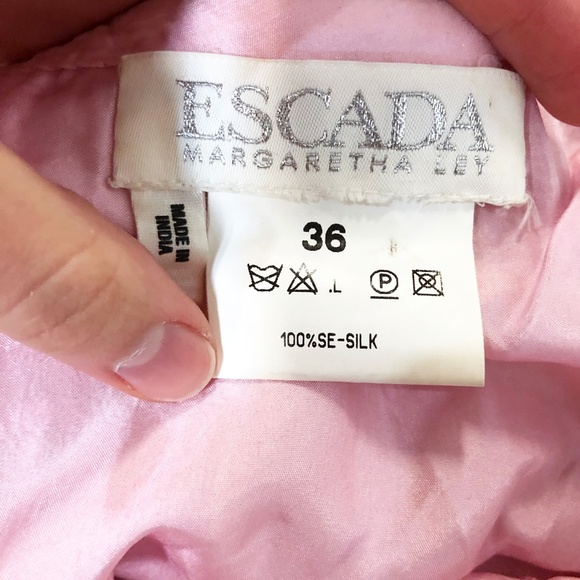 ESCADA
MARGARETHA LEY
MADE IN
INDIA
36
P
100%SE-SILK